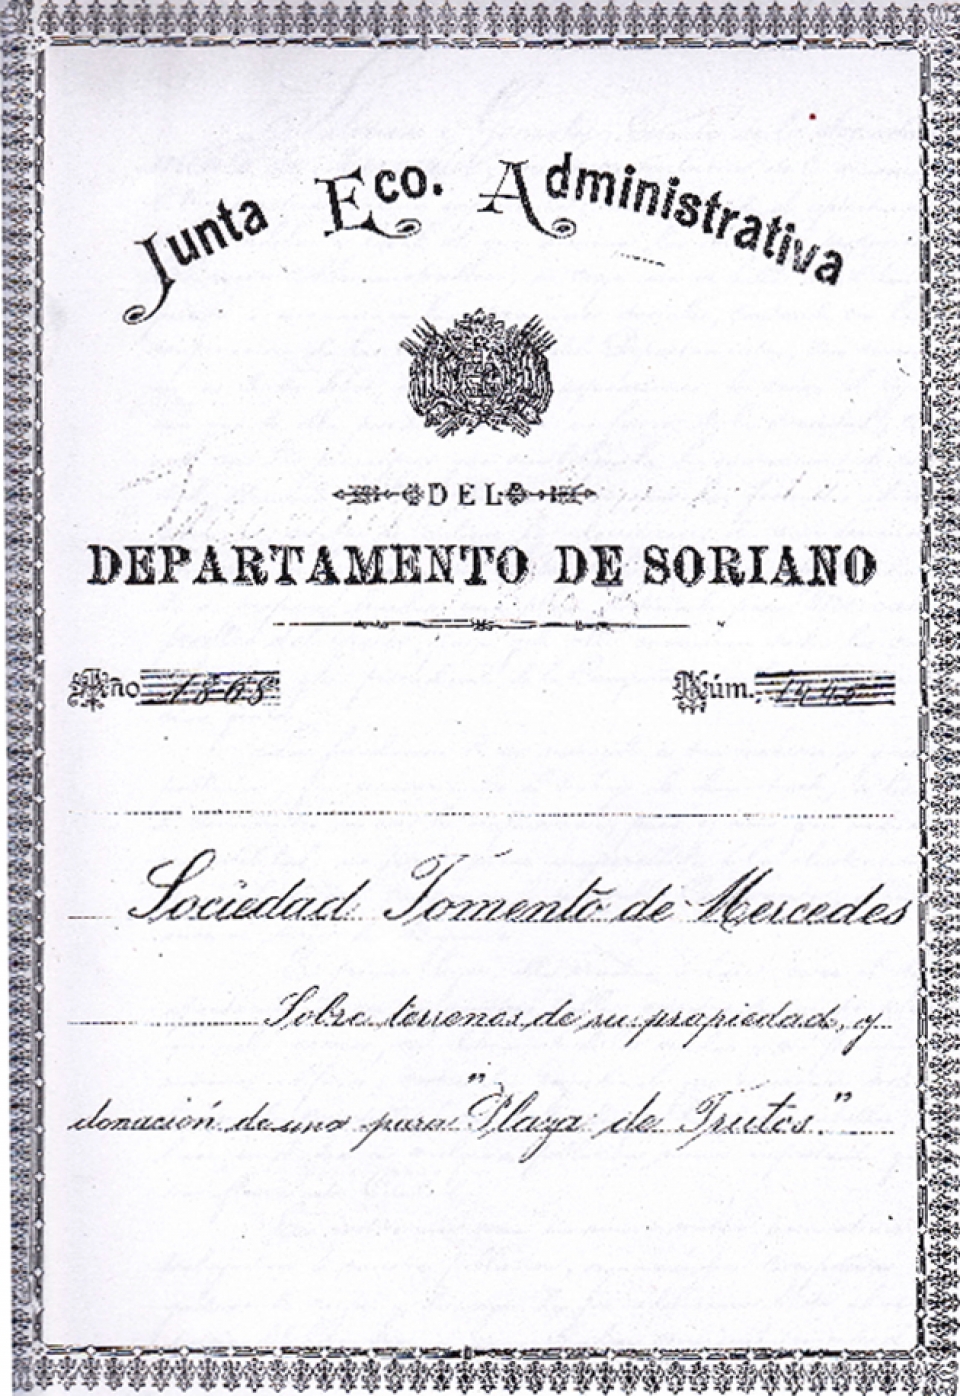 Junta Eco. Administrativa
DEL
DEPARTAMENTO DE SORIANO
Año
Núm.
Sociedad Fomento de Mercedes
Sobre terrenos de su propiedad, y
donación de uno para "Plaza de Frutos."